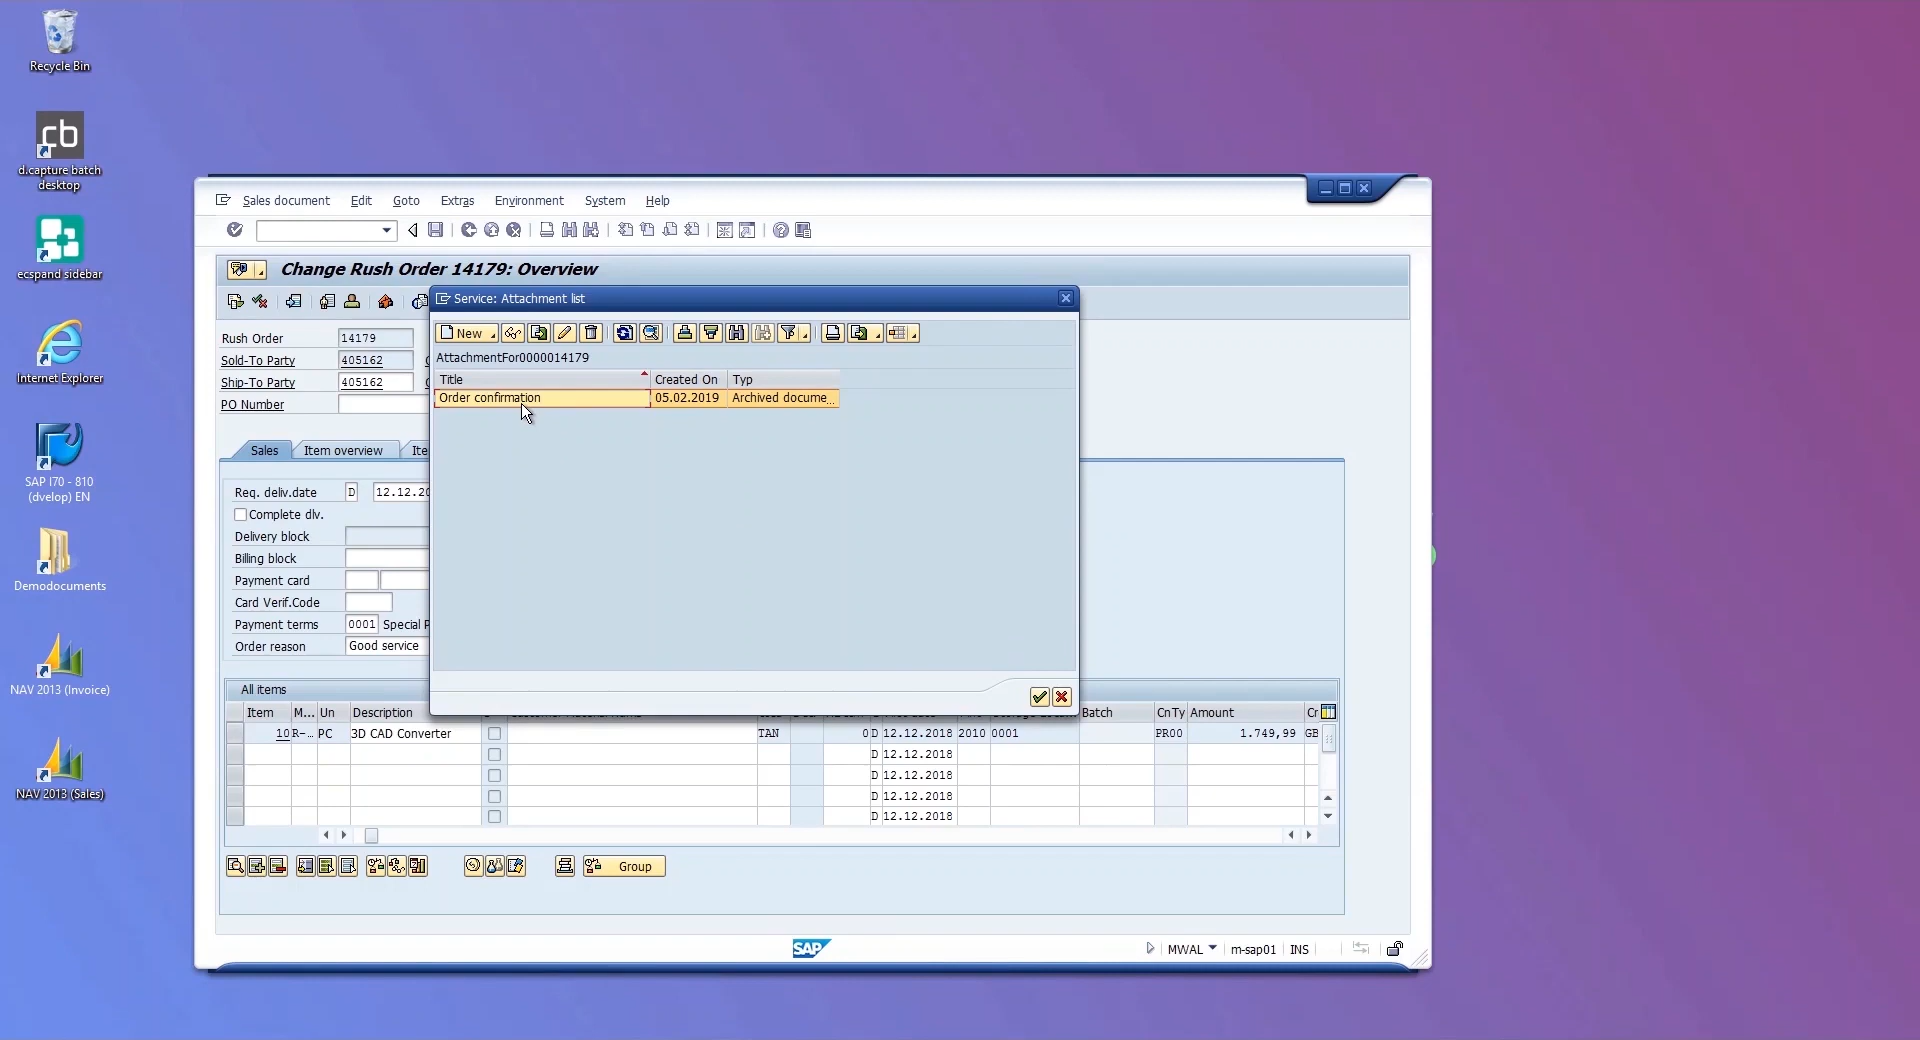 Recycle Bin
cb
d.capture batch
desktop
ecspand sidebar
Internet Explorer
SAP I70 - 810
(dvelop) EN
Demodocuments
NAV 2013 (Invoice)
NAV 2013 (Sales)
Sales document Edit Goto Extras Environment System Help
Change Rush Order 14179: Overview
Service: Attachment list
New
AttachmentFor0000014179
Title Created On Typ
Order confirmation 05.02.2019 Archived docume...
Rush Order 14179
Sold-To Party 405162
Ship-To Party 405162
PO Number
Sales Item overview Ite
Req. deliv.date D 12.12.20
Complete dlv.
Delivery block
Billing block
Payment card
Card Verif.Code
Payment terms 0001 Special P
Order reason Good service
All items
Item M... Un Description Batch CnTy Amount Cr
10 R-... PC 3D CAD Converter TAN 0 D 12.12.2018 2010 0001 PR00 1.749,99 GB
D 12.12.2018
D 12.12.2018
D 12.12.2018
D 12.12.2018
Group
SAP MWAL m-sap01 INS